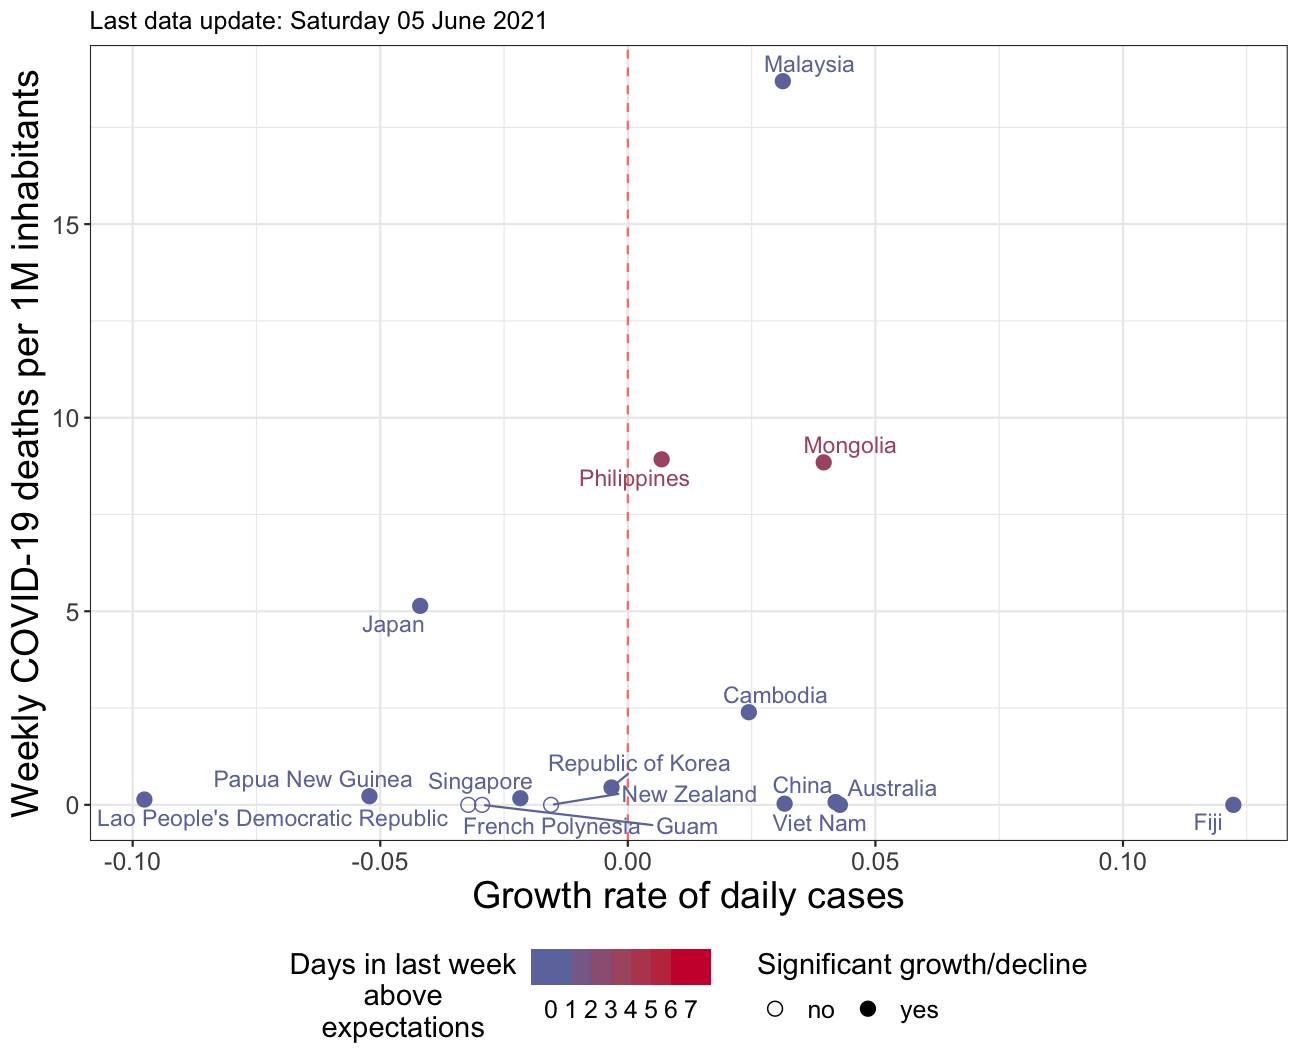 Last data update: Saturday 05 June 2021
Weekly COVID-19 deaths per 1M inhabitants
Malaysia
15
10
Mongolia
Philippines
5
Japan
Cambodia
Republic of Korea
Papua New Guinea
Singapore
China
Australia
New Zealand
0
Lao People's Democratic Republic
French Polynesia
Guam
Viet Nam
Fiji
-0.10 -0.05 0.00 0.05 0.10
Growth rate of daily cases
Days in last week
above
expectations
0 1 2 3 4 5 6 7
Significant growth/decline
no yes